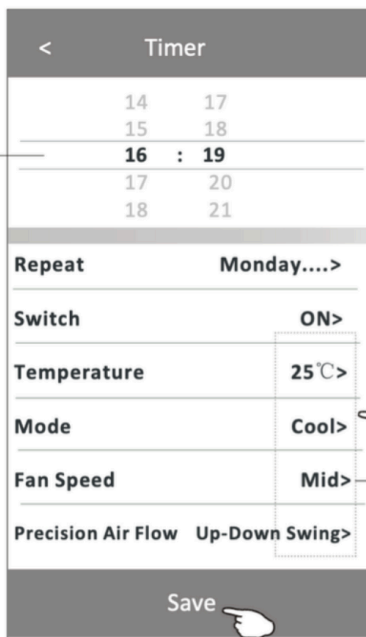 < Timer
14 17
15 18
16 : 19
17 20
18 21
Repeat Monday....>
Switch ON>
Temperature 25℃>
Mode Cool>
Fan Speed Mid>
Precision Air Flow Up-Down Swing>
Save